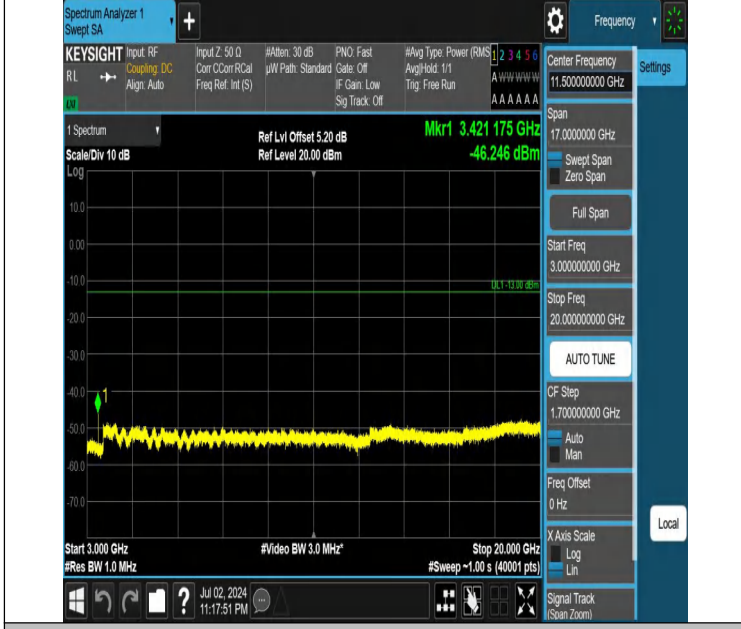 Spectrum Analyzer 1
Swept SA
+
Frequency
KEYSIGHT
RL
LXI
Input: RF
Coupling: DC
Align: Auto
Input Z: 50 Ω
Corr CCorr RCal
Freq Ref: Int (S)
#Atten: 30 dB
µW Path: Standard
PNO: Fast
Gate: Off
IF Gain: Low
Sig Track: Off
#Avg Type: Power (RMS
Avg|Hold: 1/1
Trig: Free Run
1 2 3 4 5 6
A W W W W W
A A A A A A
1 Spectrum
Scale/Div 10 dB
Log
Ref Lvl Offset 5.20 dB
Ref Level 20.00 dBm
Mkr1 3.421 175 GHz
-46.246 dBm
10.0
0.00
-10.0
DL1 -13.00 dBm
-20.0
-30.0
-40.0
1
-50.0
-60.0
-70.0
Start 3.000 GHz
#Res BW 1.0 MHz
#Video BW 3.0 MHz*
Stop 20.000 GHz
#Sweep ~1.00 s (40001 pts)
?
Jul 02, 2024
11:17:51 PM
Center Frequency
11.500000000 GHz
Settings
Span
17.0000000 GHz
Swept Span
Zero Span
Full Span
Start Freq
3.000000000 GHz
Stop Freq
20.000000000 GHz
AUTO TUNE
CF Step
1.700000000 GHz
Auto
Man
Freq Offset
0 Hz
X Axis Scale
Log
Lin
Local
Signal Track
(Span Zoom)